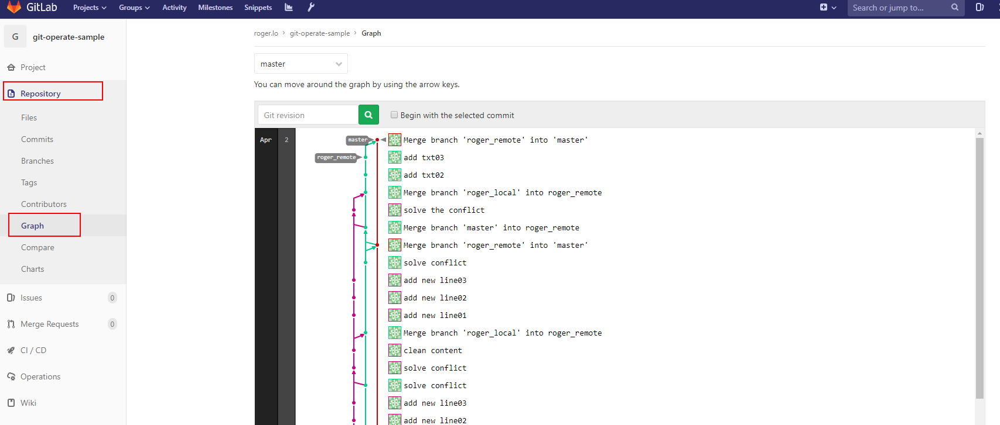 GitLab Projects Groups Activity Milestones Snippets Search or jump to...
G git-operate-sample
Project
Repository
Files
Commits
Branches
Tags
Contributors
Graph
Compare
Charts
Issues 0
Merge Requests 0
CI / CD
Operations
Wiki
roger.lo > git-operate-sample > Graph
master
You can move around the graph by using the arrow keys.
Git revision Begin with the selected commit
Apr 2 master Merge branch 'roger_remote' into 'master'
roger_remote add txt03
add txt02
Merge branch 'roger_local' into roger_remote
solve the conflict
Merge branch 'master' into roger_remote
Merge branch 'roger_remote' into 'master'
solve conflict
add new line03
add new line02
add new line01
Merge branch 'roger_local' into roger_remote
clean content
solve conflict
solve conflict
add new line03
add new line02